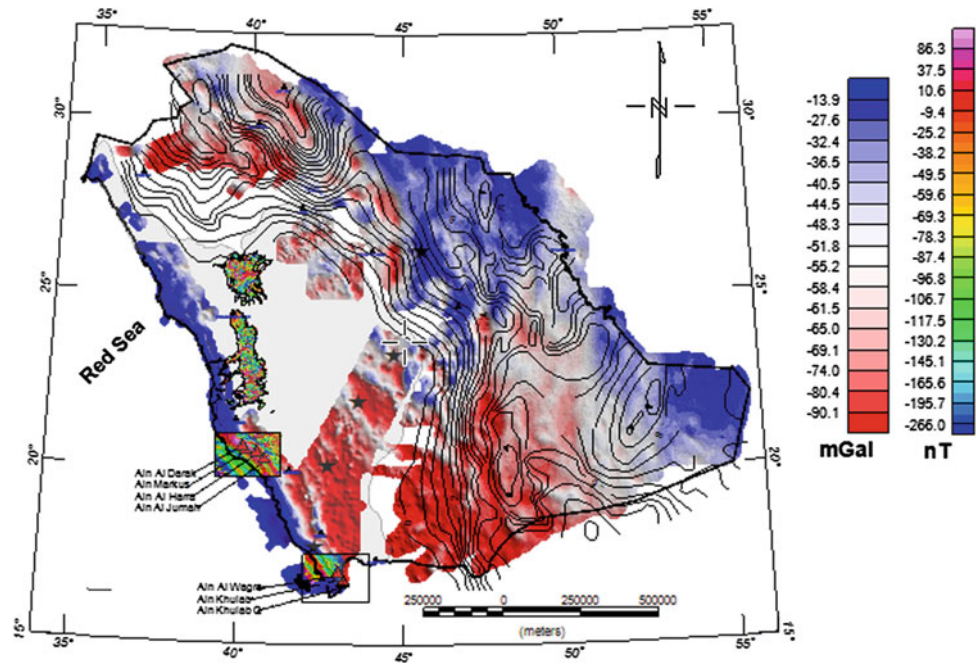 35° 40° 45° 50° 55°
30° 30°
25° 25°
20° 20°
15° 15°
35° 40° 45° 50° 55°
N
Red Sea
Ain Al Darak
Ain Markus
Ain Al Harra
Ain Al Jumah
Ain Al Wagra
Ain Khulab
Ain Khulab Q
250000 0 250000 500000
(meters)
-13.9
-27.6
-32.4
-36.5
-40.5
-44.5
-48.3
-51.8
-55.2
-58.4
-61.5
-65.0
-69.1
-74.0
-80.4
-90.1
mGal
86.3
37.5
10.6
-9.4
-25.2
-38.2
-49.5
-59.6
-69.3
-78.3
-87.4
-96.8
-106.7
-117.5
-130.2
-145.1
-165.6
-195.7
-266.0
nT